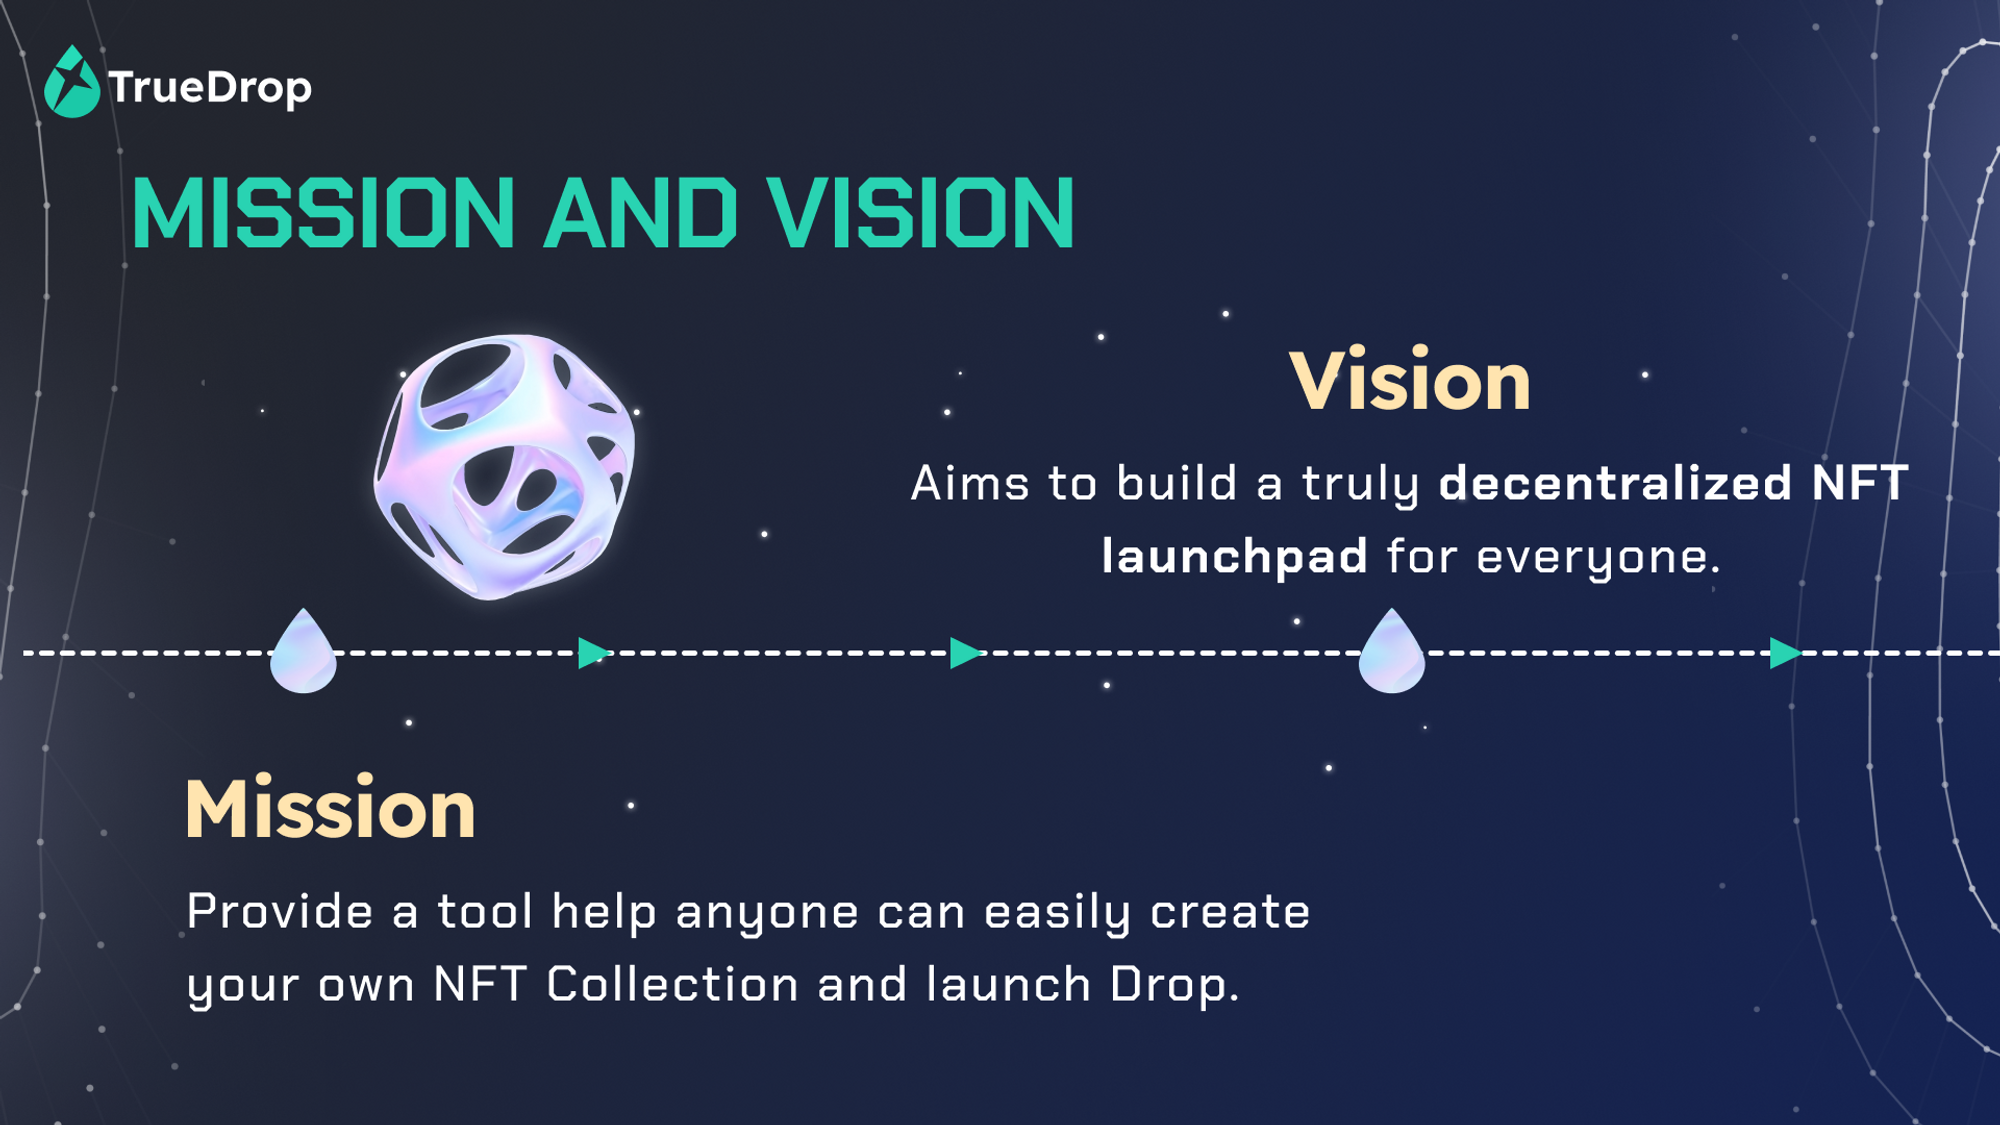 TrueDrop
MISSION AND VISION
Vision
Aims to build a truly decentralized NFT
launchpad for everyone.
Mission
Provide a tool help anyone can easily create
your own NFT Collection and launch Drop.